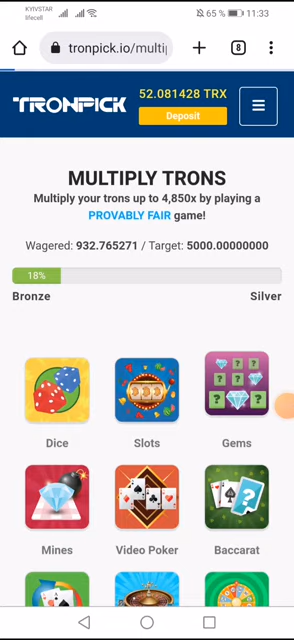 KYIVSTAR
lifecell
65 %
11:33
tronpick.io/multi
8
TRONPICK
52.081428 TRX
Deposit
MULTIPLY TRONS
Multiply your trons up to 4,850x by playing a
PROVABLY FAIR game!
Wagered: 932.765271 / Target: 5000.00000000
18%
Bronze
Silver
Dice
Slots
Gems
Mines
Video Poker
Baccarat